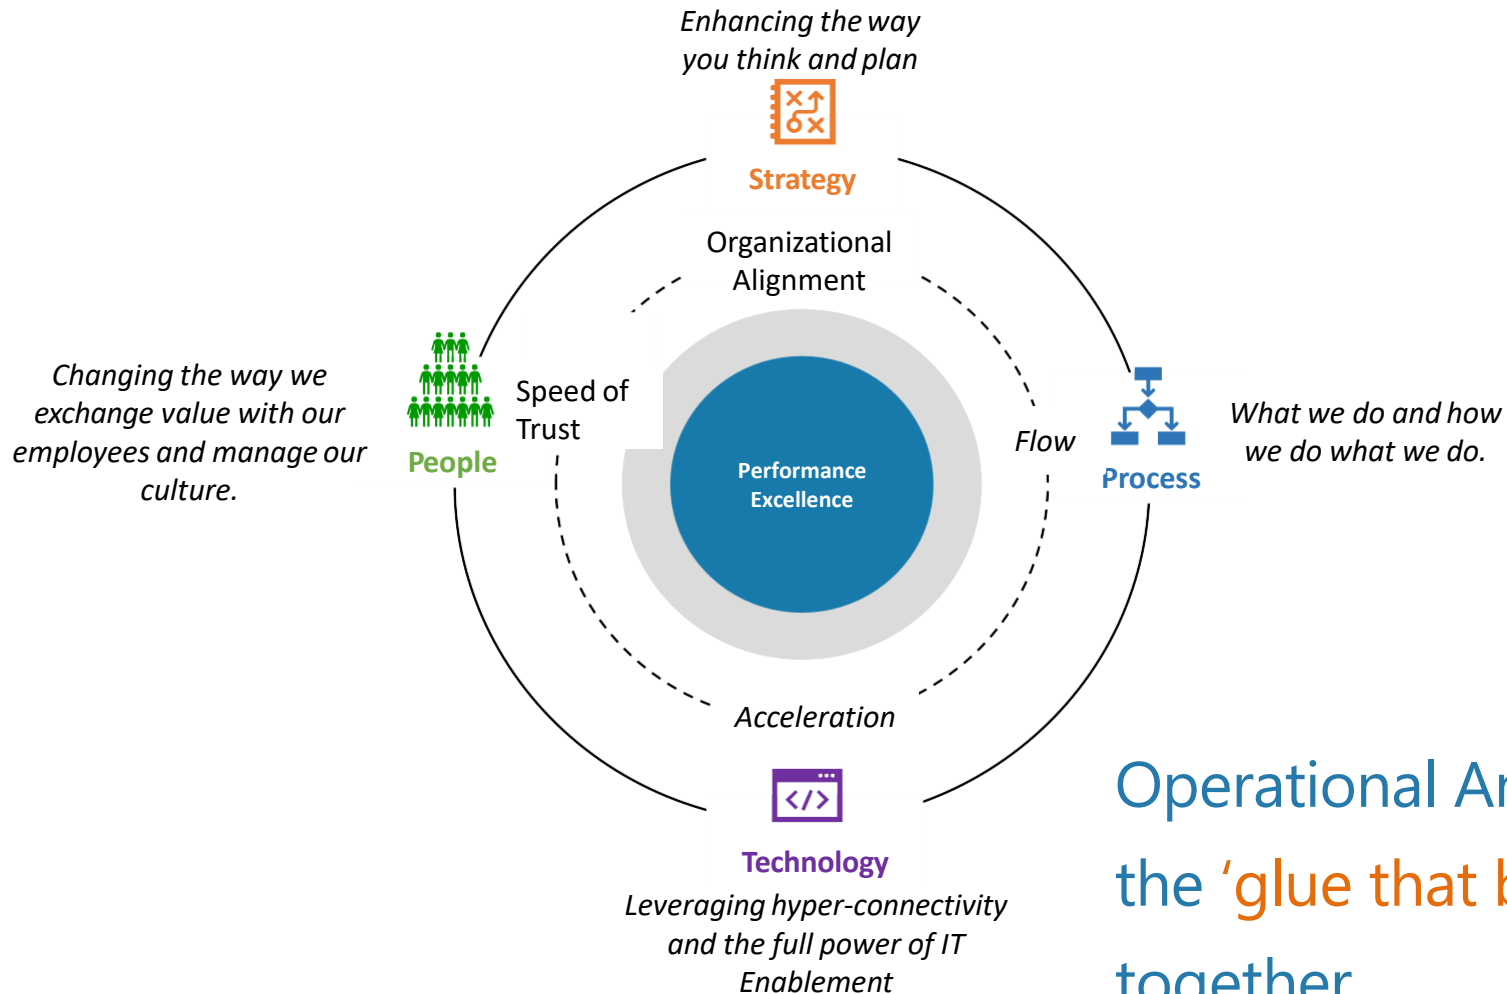 Enhancing the way
you think and plan
Strategy
Organizational
Alignment
Changing the way we
exchange value with our
employees and manage our
culture.
People
Speed of
Trust
Performance
Excellence
Flow
Process
What we do and how
we do what we do.
Acceleration
</>
Technology
Leveraging hyper-connectivity
and the full power of IT
Enablement
Operational
the ‘glue that
together